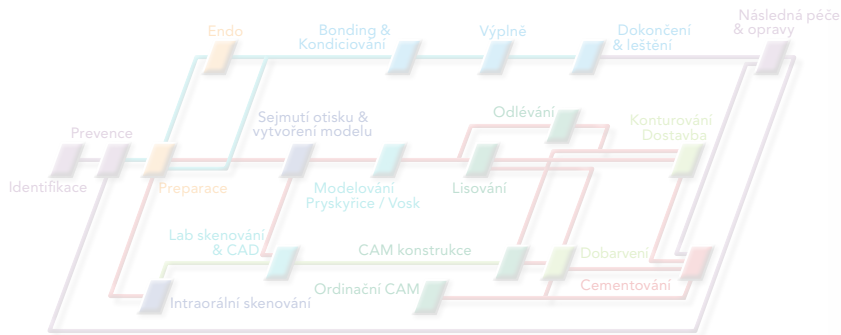 Následná péče
& opravy
Endo
Bonding &
Kondiciování
Výplně
Dokončení
& leštění
Odlévání
Sejmutí otisku &
vytvoření modelu
Konturování
Dostavba
Prevence
Identifikace
Preparace
Modelování
Pryskyřice / Vosk
Lisování
Lab skenování
& CAD
CAM konstrukce
Dobarvení
Intraorální skenování
Ordinační CAM
Cementování